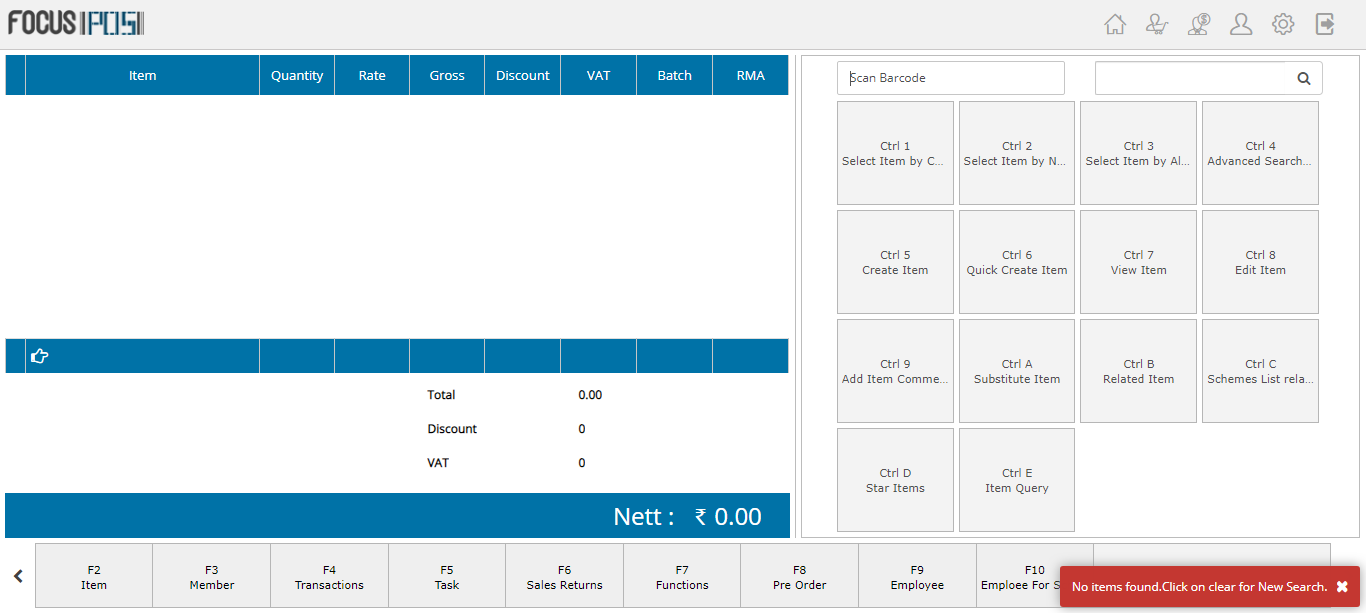 FOCUS POS
Item Quantity Rate Gross Discount VAT Batch RMA
Scan Barcode
Ctrl 1
Select Item by C...
Ctrl 2
Select Item by N...
Ctrl 3
Select Item by Al...
Ctrl 4
Advanced Search...
Ctrl 5
Create Item
Ctrl 6
Quick Create Item
Ctrl 7
View Item
Ctrl 8
Edit Item
Ctrl 9
Add Item Comme...
Ctrl A
Substitute Item
Ctrl B
Related Item
Ctrl C
Schemes List rela...
Ctrl D
Star Items
Ctrl E
Item Query
Total 0.00
Discount 0
VAT 0
Nett : ₹ 0.00
F2
Item
F3
Member
F4
Transactions
F5
Task
F6
Sales Returns
F7
Functions
F8
Pre Order
F9
Employee
F10
Emploee For S
No items found.Click on clear for New Search.